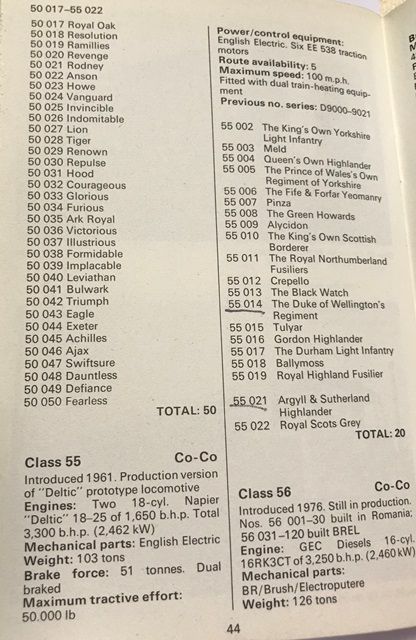 50 017–55 022
50 017 Royal Oak
50 018 Resolution
50 019 Ramillies
50 020 Revenge
50 021 Rodney
50 022 Anson
50 023 Howe
50 024 Vanguard
50 025 Invincible
50 026 Indomitable
50 027 Lion
50 028 Tiger
50 029 Renown
50 030 Repulse
50 031 Hood
50 032 Courageous
50 033 Glorious
50 034 Furious
50 035 Ark Royal
50 036 Victorious
50 037 Illustrious
50 038 Formidable
50 039 Implacable
50 040 Leviathan
50 041 Bulwark
50 042 Triumph
50 043 Eagle
50 044 Exeter
50 045 Achilles
50 046 Ajax
50 047 Swiftsure
50 048 Dauntless
50 049 Defiance
50 050 Fearless
TOTAL: 50
Class 55 Co-Co
Introduced 1961. Production version
of "Deltic" prototype locomotive
Engines: Two 18-cyl. Napier
"Deltic" 18–25 of 1,650 b.h.p. Total
3,300 b.h.p. (2,462 kW)
Mechanical parts: English Electric
Weight: 103 tons
Brake force: 51 tonnes. Dual
braked
Maximum tractive effort:
50.000 lb
Power/control equipment:
English Electric. Six EE 538 traction
motors
Route availability: 5
Maximum speed: 100 m.p.h.
Fitted with dual train-heating equip-
ment
Previous no. series: D9000–9021
55 002 The King's Own Yorkshire
Light Infantry
55 003 Meld
55 004 Queen's Own Highlander
55 005 The Prince of Wales's Own
Regiment of Yorkshire
55 006 The Fife & Forfar Yeomanry
55 007 Pinza
55 008 The Green Howards
55 009 Alycidon
55 010 The King's Own Scottish
Borderer
55 011 The Royal Northumberland
Fusiliers
55 012 Crepello
55 013 The Black Watch
55 014 The Duke of Wellington's
Regiment
55 015 Tulyar
55 016 Gordon Highlander
55 017 The Durham Light Infantry
55 018 Ballymoss
55 019 Royal Highland Fusilier
55 021 Argyll & Sutherland
Highlander
55 022 Royal Scots Grey
TOTAL: 20
Class 56 Co-Co
Introduced 1976. Still in production.
Nos. 56 001–30 built in Romania;
56 031–120 built BREL
Engine: GEC Diesels 16-cyl.
16RK3CT of 3,250 b.h.p. (2,460 kW)
Mechanical parts:
BR/Brush/Electroputere
Weight: 126 tons
44